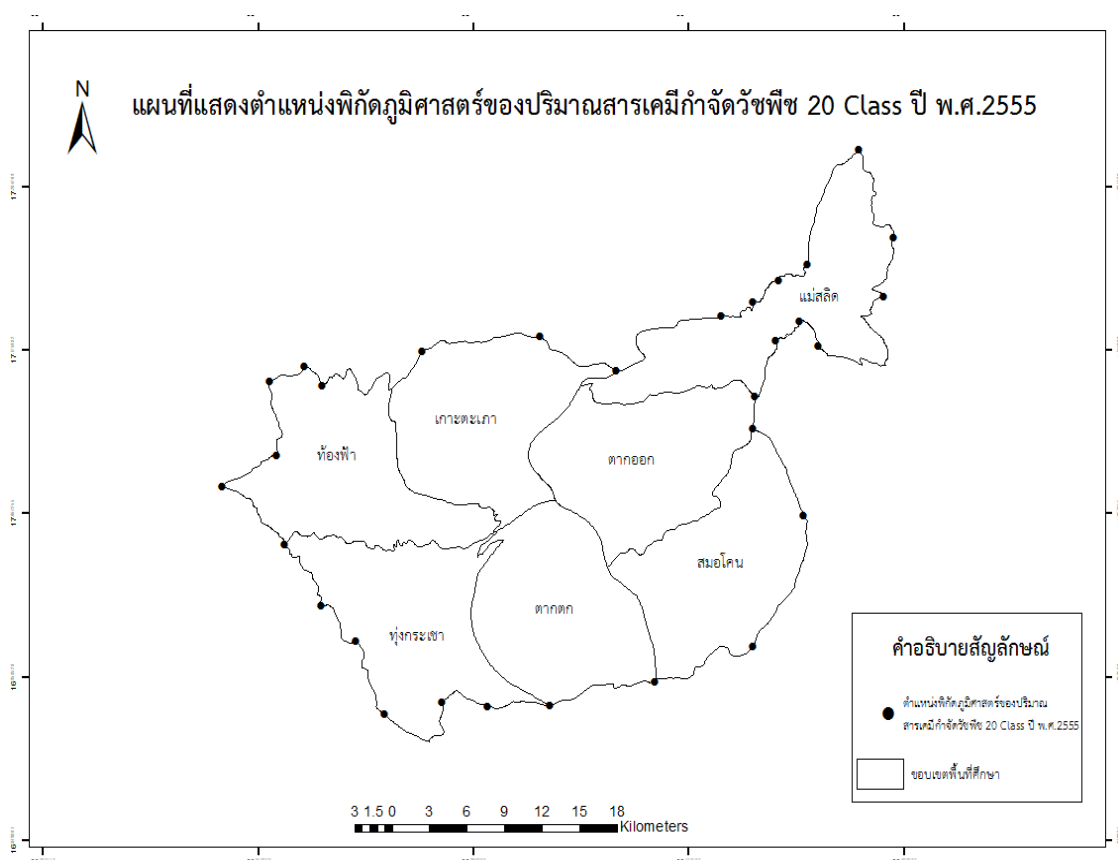 แผนที่แสดงตำแหน่งพิกัดภูมิศาสตร์ของปริมาณสารเคมีกำจัดวัชพืช 20 Class ปี พ.ศ.2555
N
แม่สลิด
เกาะตะเภา
ท้องฟ้า
ตากออก
สมอโคน
ตากตก
ทุ่งกระเชา
คำอธิบายสัญลักษณ์
ตำแหน่งพิกัดภูมิศาสตร์ของปริมาณ
สารเคมีกำจัดวัชพืช 20 Class ปี พ.ศ.2555
ขอบเขตพื้นที่ศึกษา
3 1.5 0 3 6 9 12 15 18
Kilometers